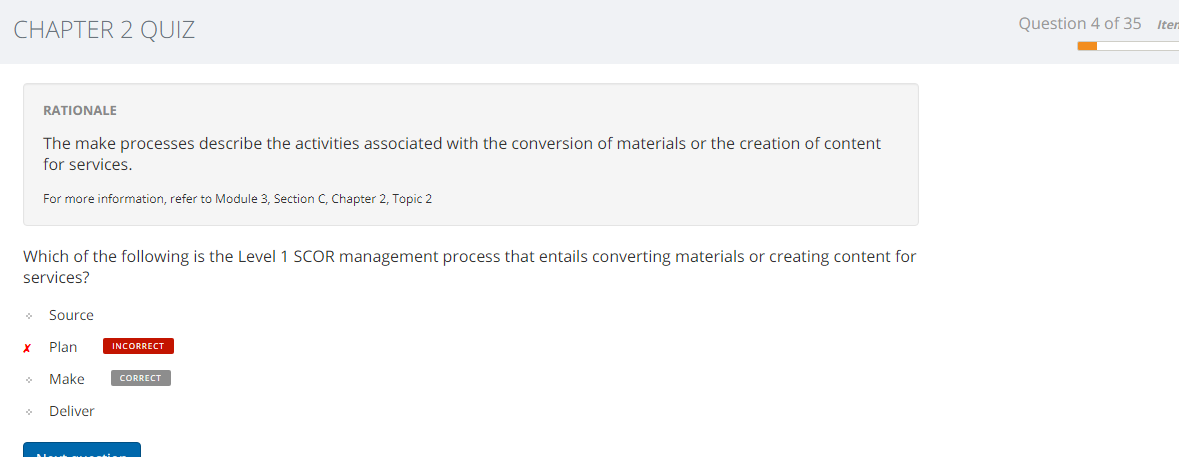 CHAPTER 2 QUIZ
Question 4 of 35
RATIONALE
The make processes describe the activities associated with the conversion of materials or the creation of content
for services.
For more information, refer to Module 3, Section C, Chapter 2, Topic 2
Which of the following is the Level 1 SCOR management process that entails converting materials or creating content for
services?
Source
Plan INCORRECT
Make CORRECT
Deliver
Next question